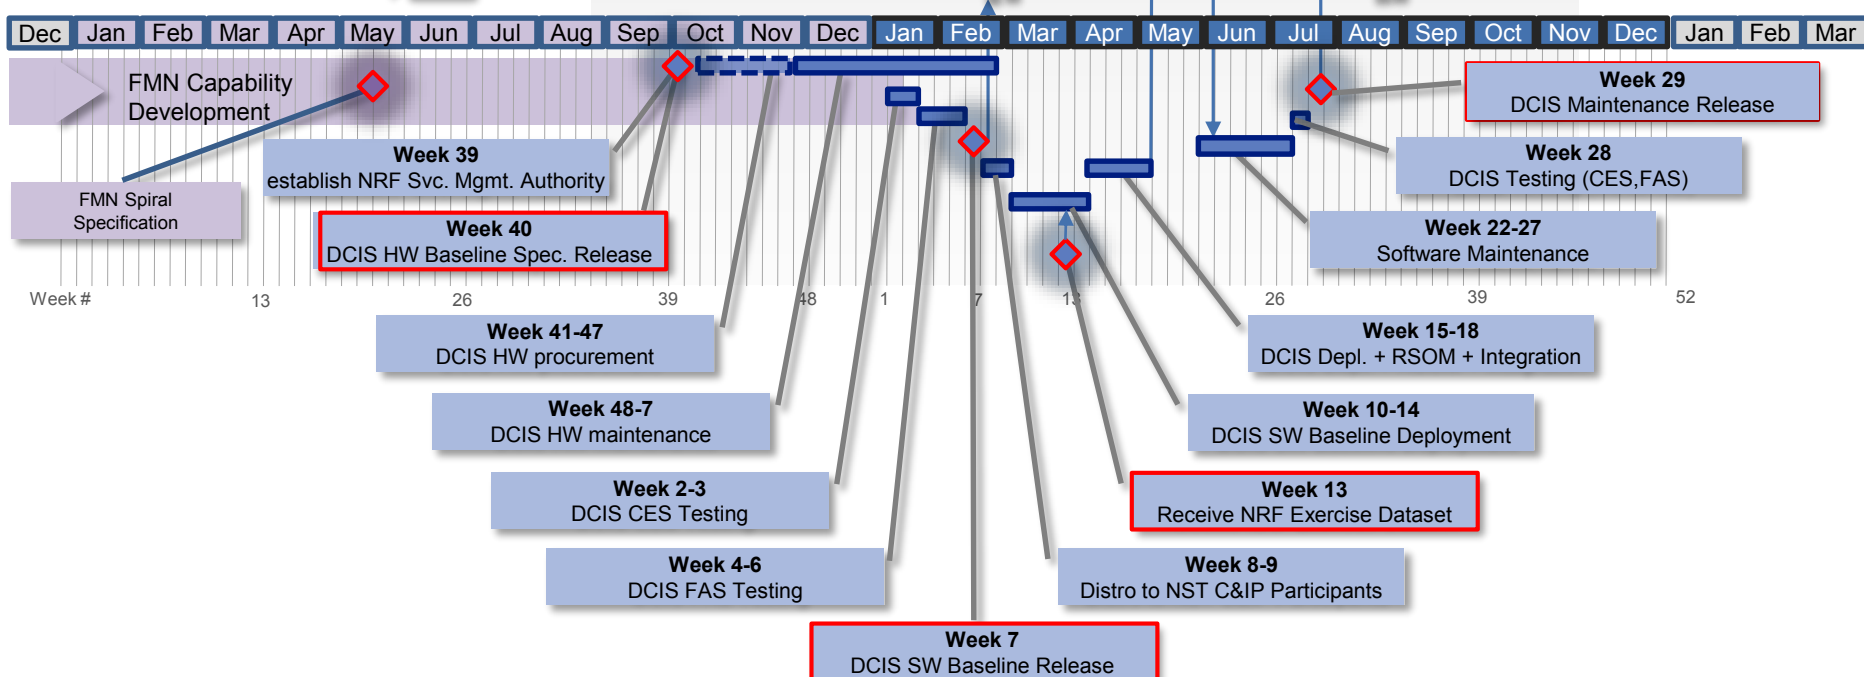 Dec Jan Feb Mar Apr May Jun Jul Aug Sep Oct Nov Dec Jan Feb Mar Apr May Jun Jul Aug Sep Oct Nov Dec Jan Feb Mar
FMN Capability
Development
FMN Spiral
Specification
Week 39
establish NRF Svc. Mgmt. Authority
Week 40
DCIS HW Baseline Spec. Release
Week 29
DCIS Maintenance Release
Week 28
DCIS Testing (CES,FAS)
Week 22-27
Software Maintenance
Week # 13 26 39 48 1 7 13 26 39 52
Week 41-47
DCIS HW procurement
Week 15-18
DCIS Depl. + RSOM + Integration
Week 48-7
DCIS HW maintenance
Week 10-14
DCIS SW Baseline Deployment
Week 2-3
DCIS CES Testing
Week 13
Receive NRF Exercise Dataset
Week 4-6
DCIS FAS Testing
Week 8-9
Distro to NST C&IP Participants
Week 7
DCIS SW Baseline Release